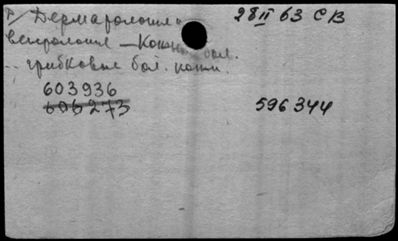 Дерматология 28 II 63 СВ
венерология — Кожн. бол.
грибковые бол. кожи.
603936
606273 596344